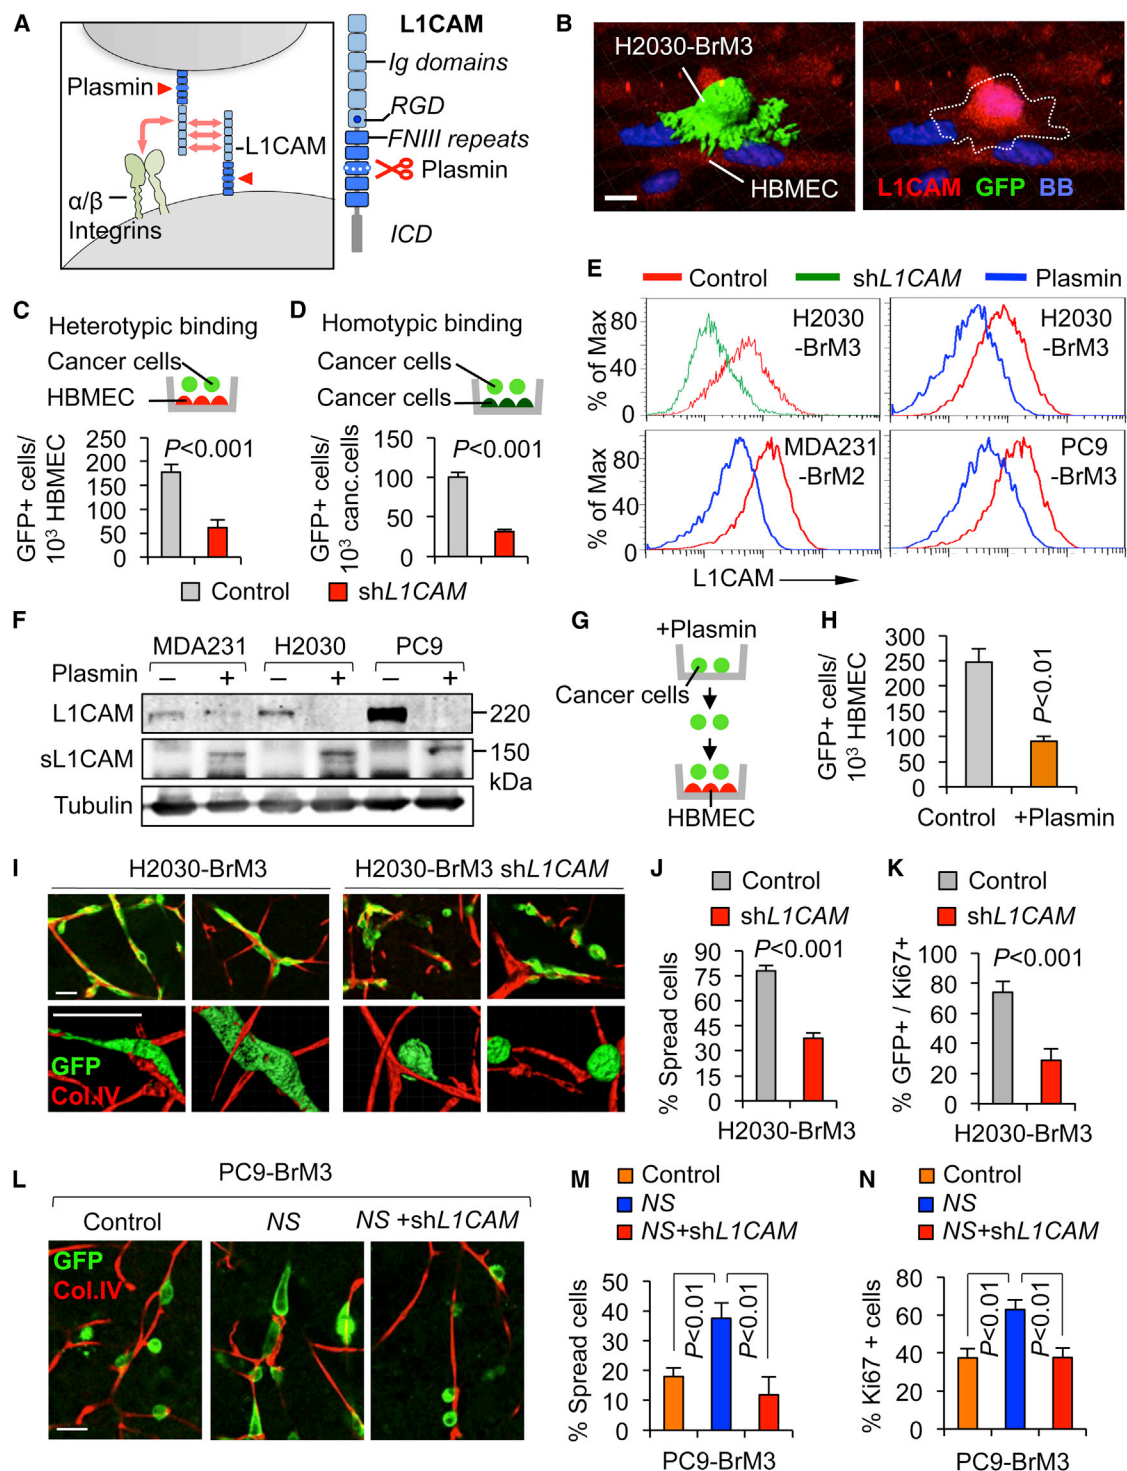 A
Plasmin
L1CAM
α/β
Integrins
L1CAM
Ig domains
RGD
FNIII repeats
Plasmin
ICD
B
H2030-BrM3
HBMEC
L1CAM GFP BB
C
Heterotypic binding
Cancer cells
HBMEC
GFP+ cells/
10³ HBMEC
250
200
150
100
50
0
P<0.001
D
Homotypic binding
Cancer cells
Cancer cells
GFP+ cells/
10³ canc.cells
150
100
50
0
P<0.001
Control
shL1CAM
E
Control
shL1CAM
Plasmin
% of Max
80
40
0
H2030
-BrM3
H2030
-BrM3
% of Max
80
40
0
MDA231
-BrM2
PC9
-BrM3
L1CAM
F
MDA231 H2030 PC9
Plasmin − + − + − +
L1CAM 220
sL1CAM 150
kDa
Tubulin
G
+Plasmin
Cancer cells
HBMEC
H
GFP+ cells/
10³ HBMEC
300
250
200
150
100
50
0
P<0.01
Control +Plasmin
I
H2030-BrM3
H2030-BrM3 shL1CAM
GFP
Col.IV
J
Control
shL1CAM
% Spread cells
90
75
60
45
30
15
0
P<0.001
H2030-BrM3
K
Control
shL1CAM
% GFP+ / Ki67+
100
80
60
40
20
0
P<0.001
H2030-BrM3
L
PC9-BrM3
Control NS NS +shL1CAM
GFP
Col.IV
M
Control
NS
NS+shL1CAM
% Spread cells
50
40
30
20
10
0
P<0.01
P<0.01
PC9-BrM3
N
Control
NS
NS+shL1CAM
% Ki67 + cells
80
60
40
20
0
P<0.01
P<0.01
PC9-BrM3